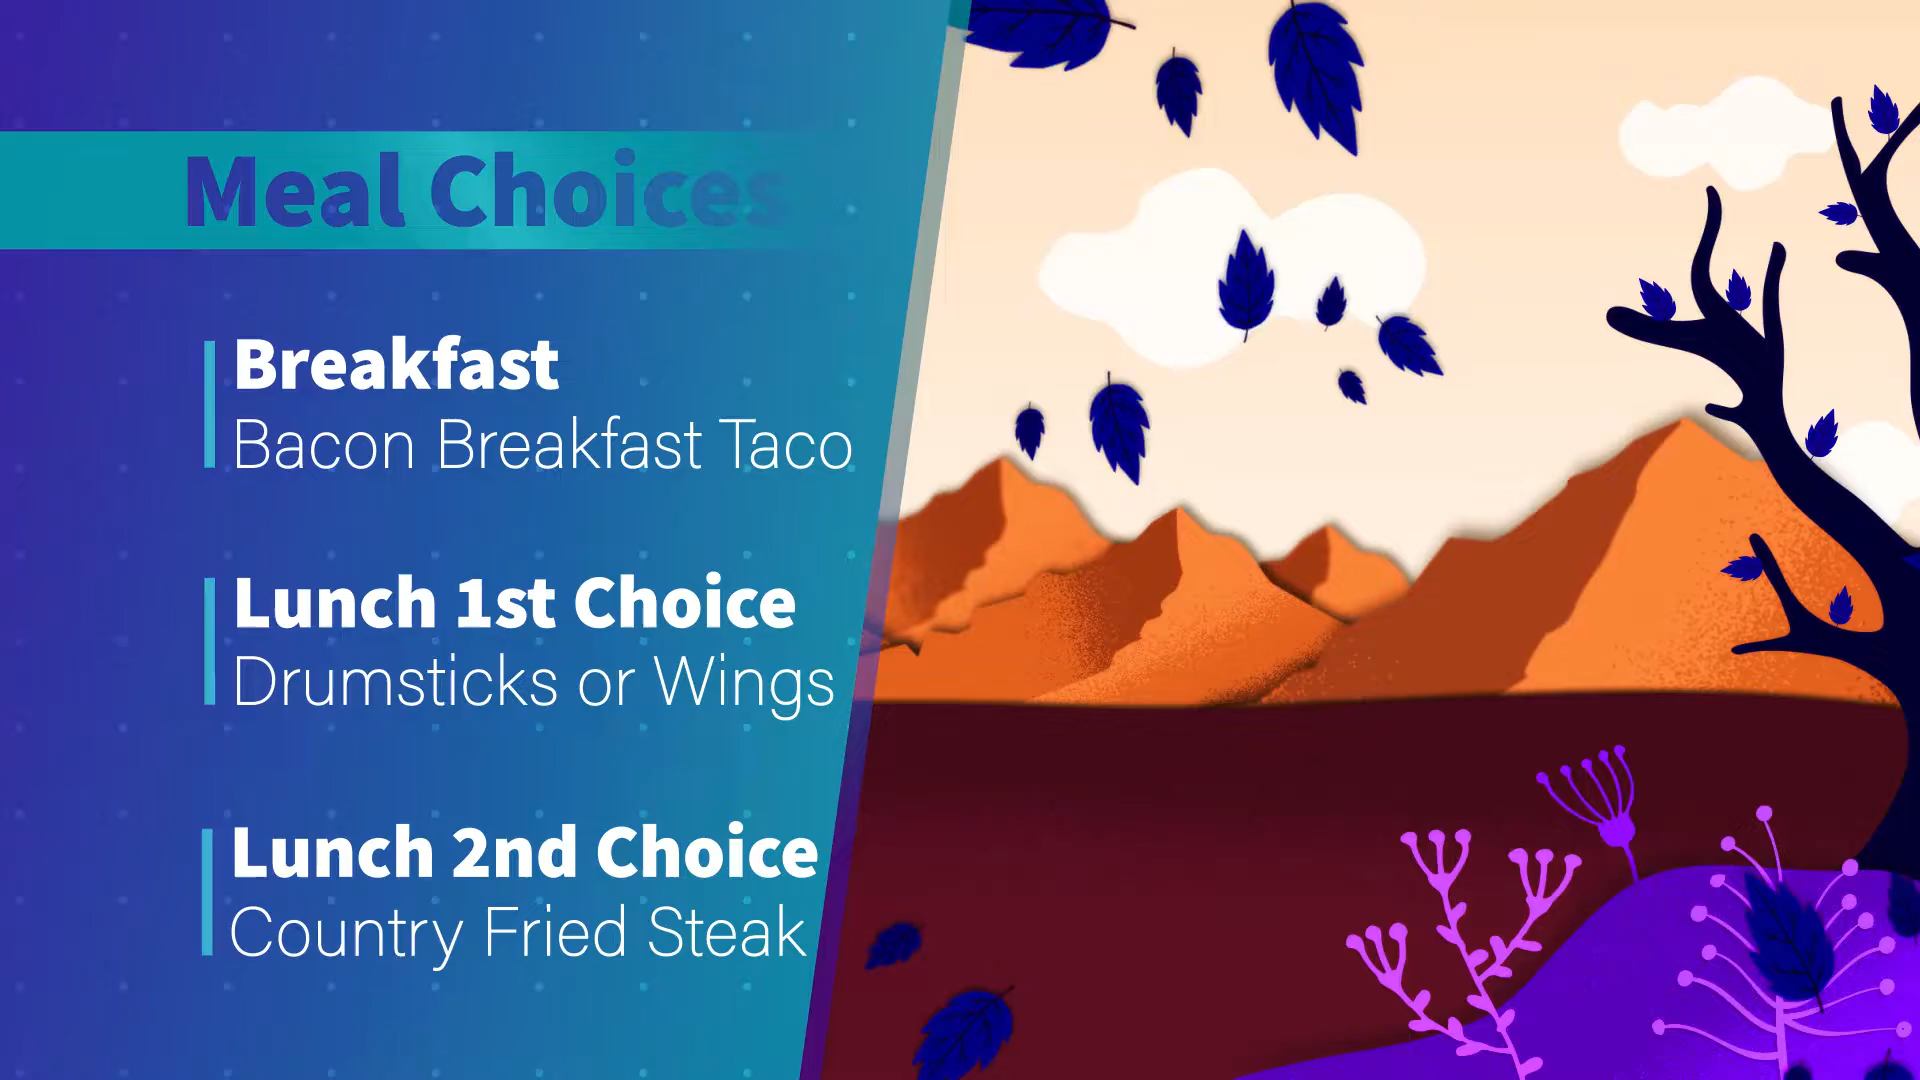 Meal Choices
Breakfast
Bacon Breakfast Taco
Lunch 1st Choice
Drumsticks or Wings
Lunch 2nd Choice
Country Fried Steak